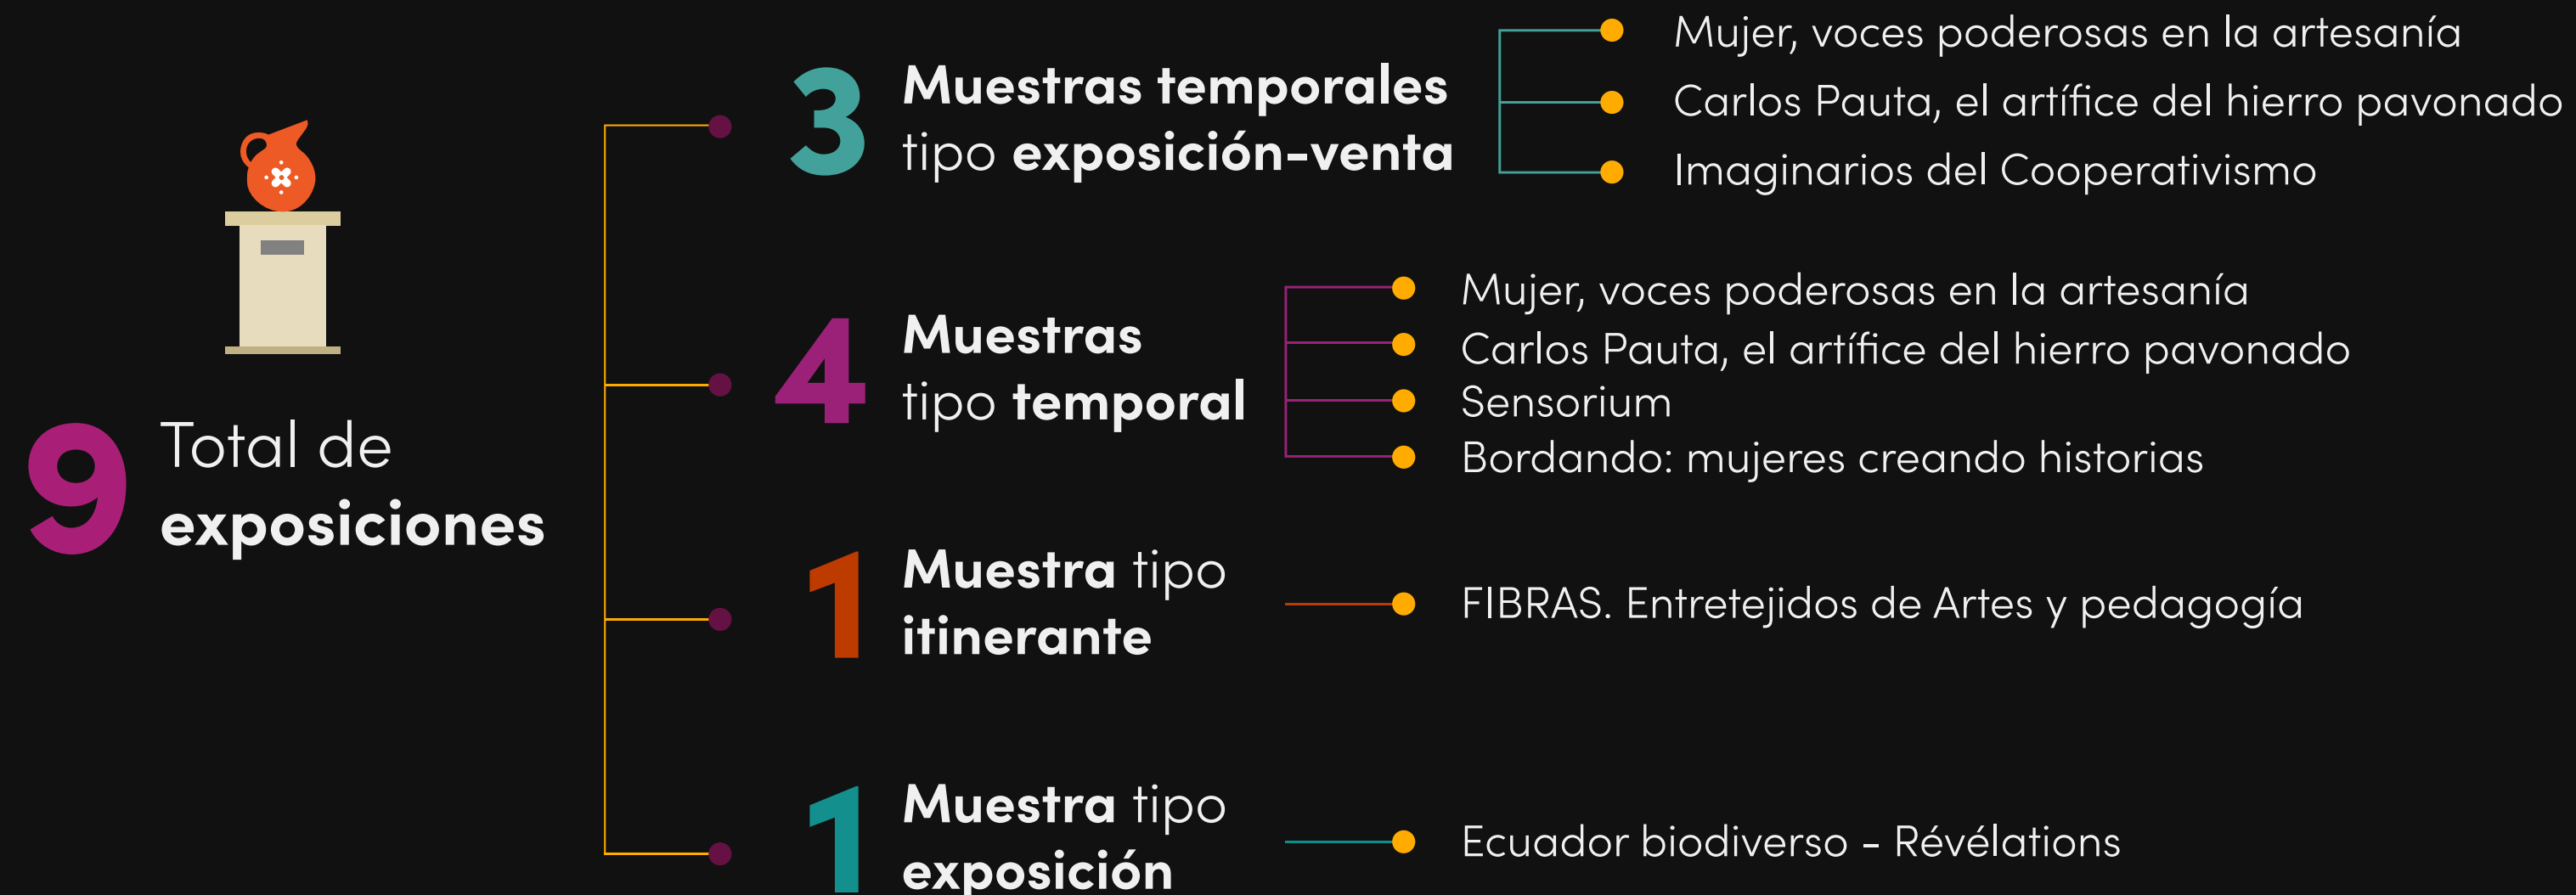 9
Total de
exposiciones
3
Muestras temporales
tipo exposición-venta
Mujer, voces poderosas en la artesanía
Carlos Pauta, el artífice del hierro pavonado
Imaginarios del Cooperativismo
4
Muestras
tipo temporal
Mujer, voces poderosas en la artesanía
Carlos Pauta, el artífice del hierro pavonado
Sensorium
Bordando: mujeres creando historias
1
Muestra tipo
itinerante
FIBRAS. Entretejidos de Artes y pedagogía
1
Muestra tipo
exposición
Ecuador biodiverso - Révélations